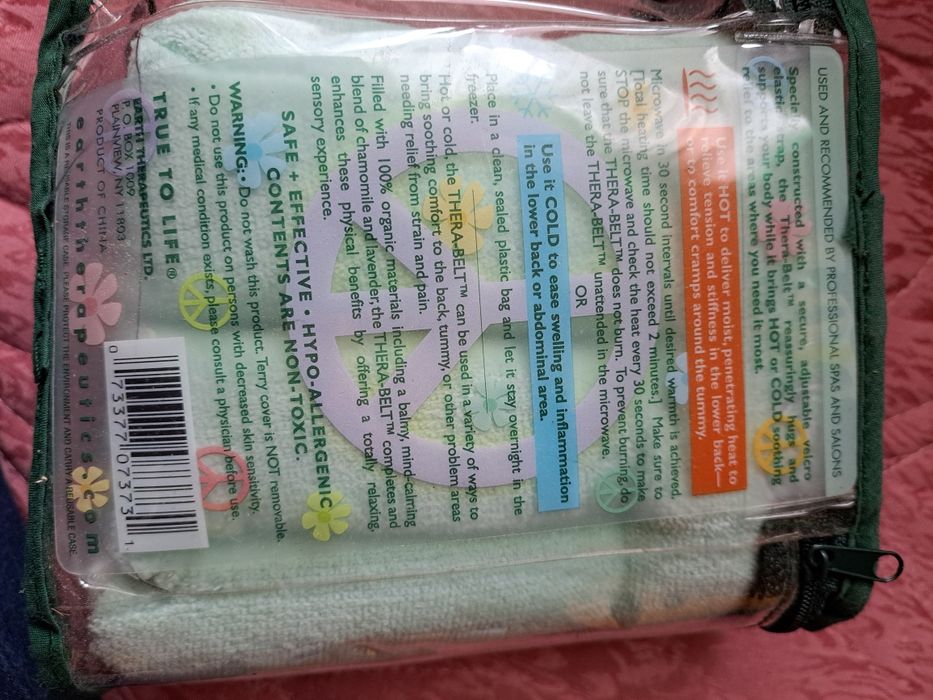 USED AND RECOMMENDED BY PROFESSIONAL SPAS AND SALONS
Specially constructed with a secure, adjustable velcro
elastic strap, the Thera-Belt™ reassuringly hugs and
supports your body while it brings HOT or COLD soothing
relief to the areas where you need it most.
Use it HOT to deliver moist, penetrating heat to
relieve tension and stiffness in the lower back—
or to comfort cramps around the tummy.
Microwave in 30 second intervals until desired warmth is achieved.
[Total heating time should not exceed 2 minutes.] Make sure to
STOP the microwave and check the heat every 30 seconds to make
sure that the THERA-BELT™ does not burn. To prevent burning, do
not leave the THERA-BELT™ unattended in the microwave.
OR
Use it COLD to ease swelling and inflammation
in the lower back or abdominal area.
Place in a clean, sealed plastic bag and let it stay overnight in the
freezer.
Hot or cold, the THERA-BELT™ can be used in a variety of ways to
bring soothing comfort to the back, tummy, or other problem areas
needing relief from strain and pain.
Filled with 100% organic materials including a balmy, mind-calming
blend of chamomile and lavender, the THERA-BELT™ completes and
enhances these physical benefits by offering a totally relaxing,
sensory experience.
SAFE + EFFECTIVE • HYPO-ALLERGENIC
CONTENTS ARE NON-TOXIC.
WARNING: • Do not wash this product. Terry cover is NOT removable.
• Do not use this product on persons with decreased skin sensitivity.
• If any medical condition exists, please consult a physician before use.
TRUE TO LIFE®
EARTH THERAPEUTICS LTD.
P.O. BOX 1009
PLAINVIEW, NY 11803
PRODUCT OF CHINA
earththerapeutics.com
THROW A DISPOSABLE CASE. PLEASE PROTECT THE ENVIRONMENT AND CARRY A REUSABLE CASE.
0 73377 07373 1